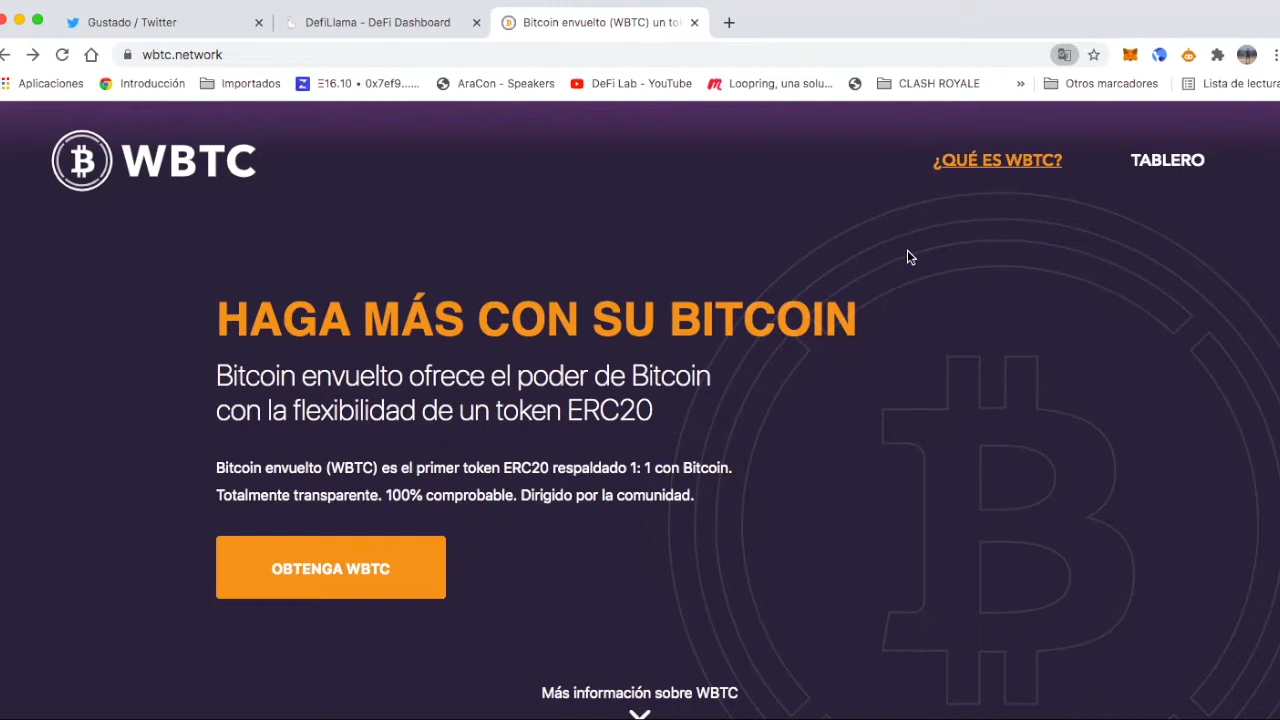 Gustado / Twitter
DefiLlama - DeFi Dashboard
Bitcoin envuelto (WBTC) un to
wbtc.network
Aplicaciones
Introducción
Importados
Ξ16.10 • 0x7ef9......
AraCon - Speakers
DeFi Lab - YouTube
Loopring, una solu...
CLASH ROYALE
»
Otros marcadores
Lista de lectura
WBTC
¿QUÉ ES WBTC?
TABLERO
HAGA MÁS CON SU BITCOIN
Bitcoin envuelto ofrece el poder de Bitcoin
con la flexibilidad de un token ERC20
Bitcoin envuelto (WBTC) es el primer token ERC20 respaldado 1: 1 con Bitcoin.
Totalmente transparente. 100% comprobable. Dirigido por la comunidad.
OBTENGA WBTC
Más información sobre WBTC